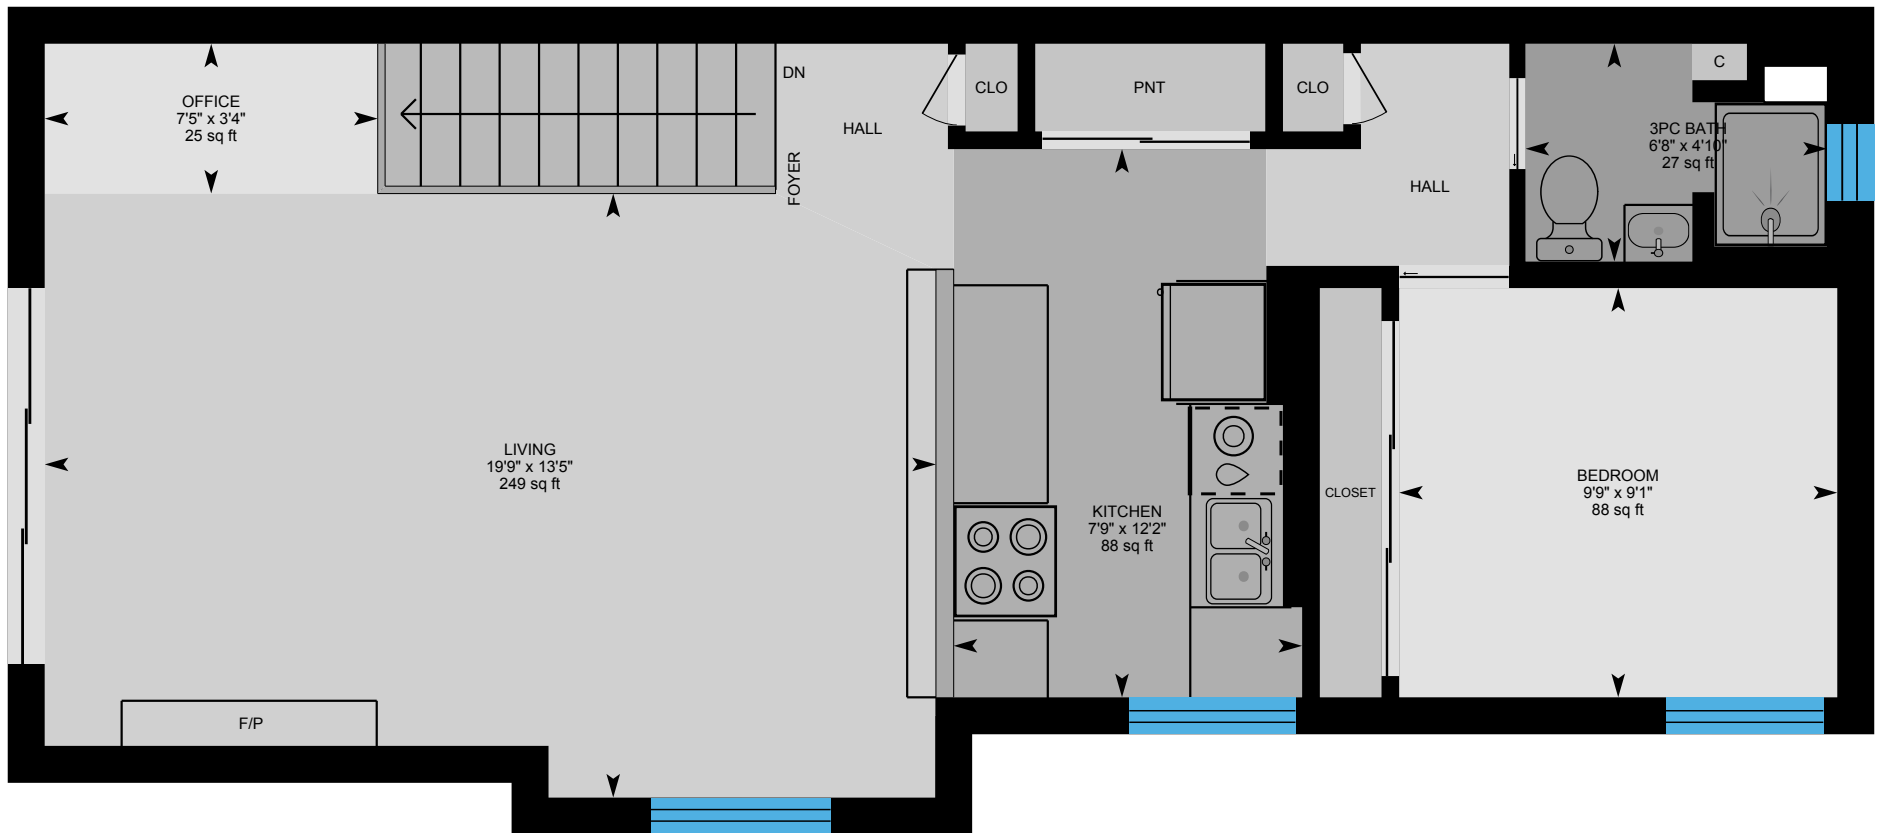 OFFICE
7'5" x 3'4"
25 sq ft
DN
HALL
FOYER
CLO
PNT
CLO
HALL
C
3PC BATH
6'8" x 4'10"
27 sq ft
LIVING
19'9" x 13'5"
249 sq ft
KITCHEN
7'9" x 12'2"
88 sq ft
CLOSET
BEDROOM
9'9" x 9'1"
88 sq ft
F/P